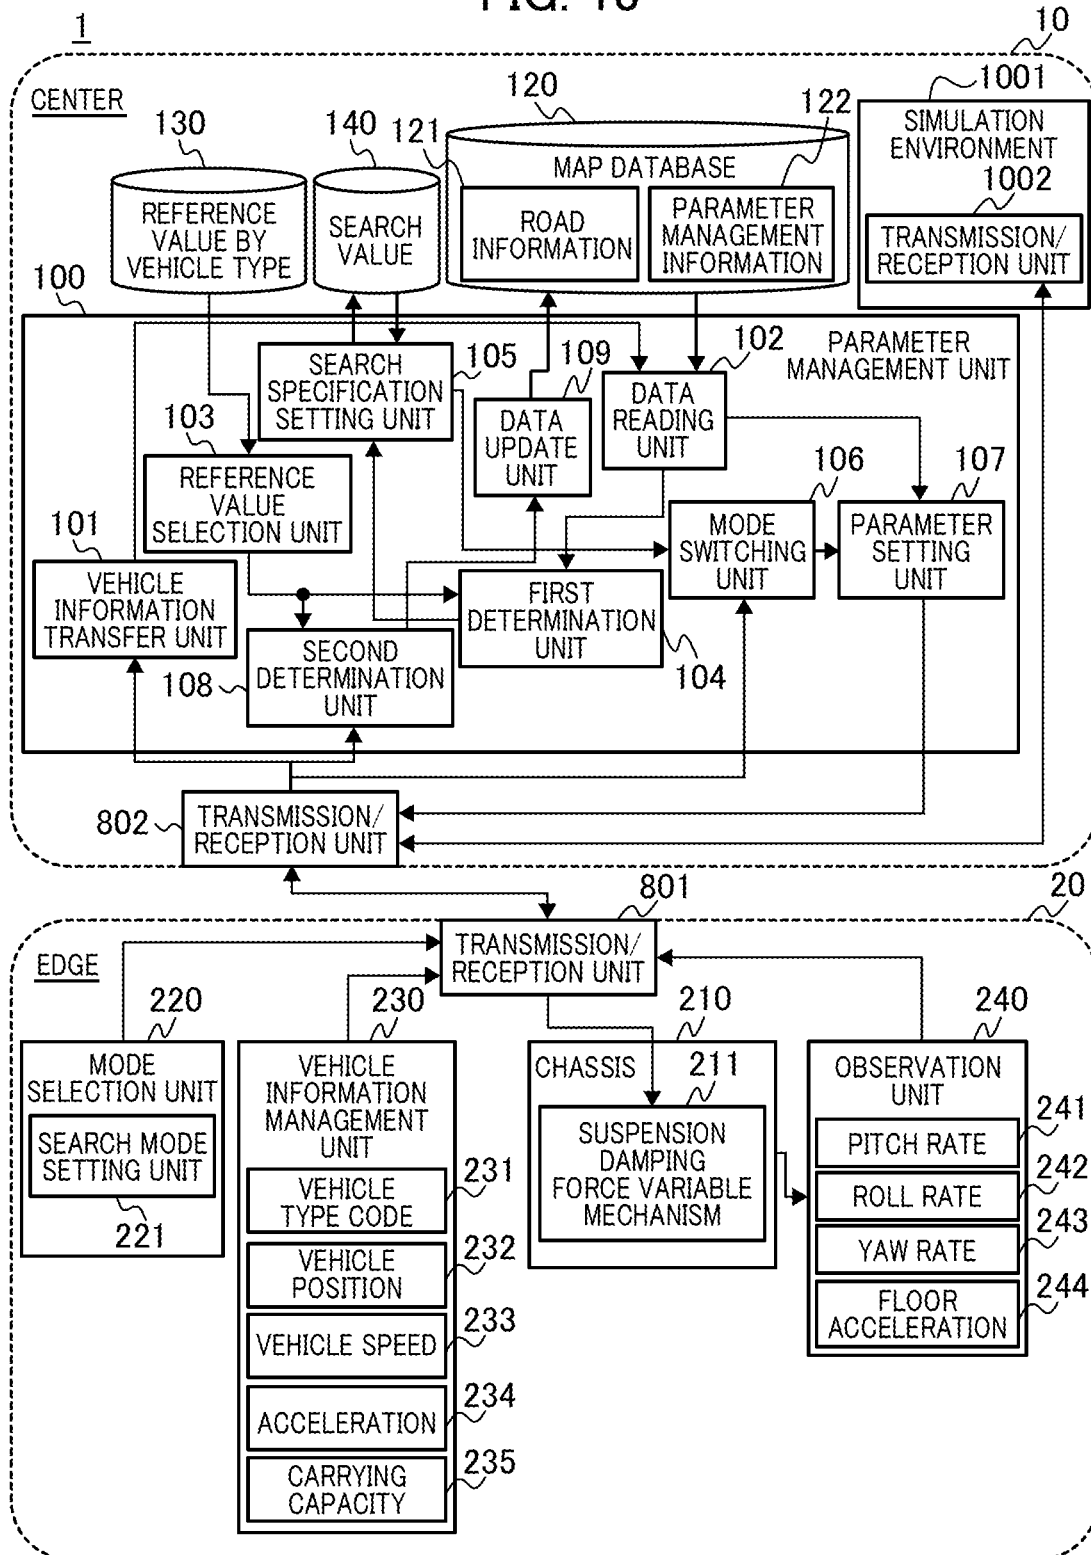 1
10
CENTER
130
140
120
121
122
1001
SIMULATION
ENVIRONMENT
1002
TRANSMISSION/
RECEPTION UNIT
REFERENCE
VALUE BY
VEHICLE TYPE
SEARCH
VALUE
MAP DATABASE
ROAD
INFORMATION
PARAMETER
MANAGEMENT
INFORMATION
100
PARAMETER
MANAGEMENT UNIT
SEARCH
SPECIFICATION
SETTING UNIT
105
109
DATA
UPDATE
UNIT
102
DATA
READING
UNIT
103
REFERENCE
VALUE
SELECTION UNIT
106
MODE
SWITCHING
UNIT
107
PARAMETER
SETTING
UNIT
101
VEHICLE
INFORMATION
TRANSFER UNIT
FIRST
DETERMINATION
UNIT
104
SECOND
DETERMINATION
UNIT
108
802
TRANSMISSION/
RECEPTION UNIT
801
20
TRANSMISSION/
RECEPTION UNIT
EDGE
220
MODE
SELECTION UNIT
SEARCH MODE
SETTING UNIT
221
230
VEHICLE
INFORMATION
MANAGEMENT
UNIT
VEHICLE
TYPE CODE
231
VEHICLE
POSITION
232
VEHICLE SPEED
233
ACCELERATION
234
CARRYING
CAPACITY
235
210
CHASSIS
211
SUSPENSION
DAMPING
FORCE VARIABLE
MECHANISM
240
OBSERVATION
UNIT
PITCH RATE
241
ROLL RATE
242
YAW RATE
243
FLOOR
ACCELERATION
244